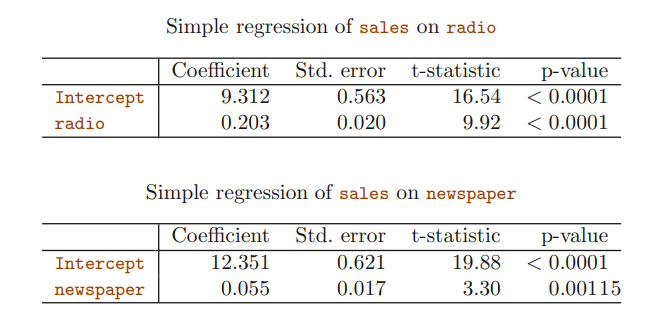 Simple regression of sales on radio
Coefficient Std. error t-statistic p-value
Intercept 9.312 0.563 16.54 < 0.0001
radio 0.203 0.020 9.92 < 0.0001
Simple regression of sales on newspaper
Coefficient Std. error t-statistic p-value
Intercept 12.351 0.621 19.88 < 0.0001
newspaper 0.055 0.017 3.30 0.00115